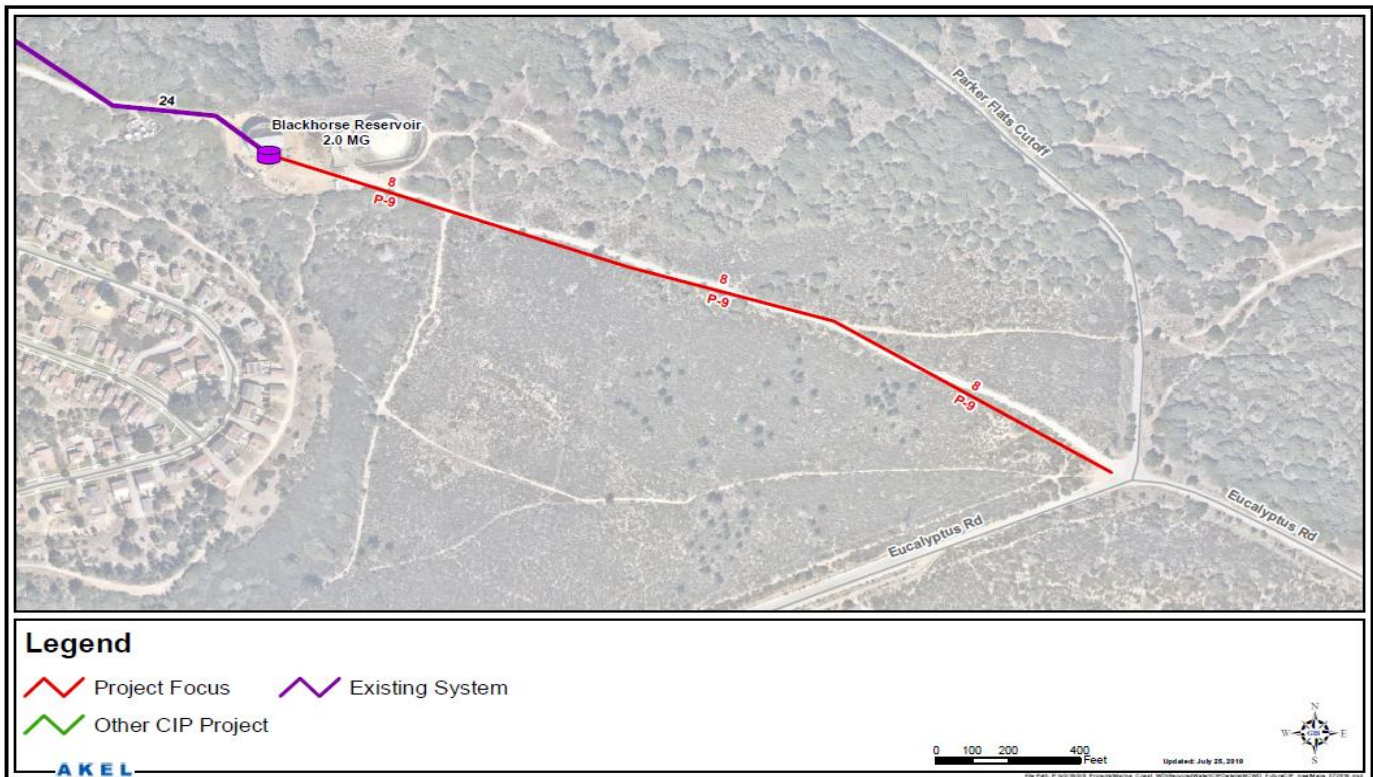 24
Blackhorse Reservoir
2.0 MG
Parker Flats Cutoff
8
P-9
8
P-9
8
P-9
Eucalyptus Rd
Eucalyptus Rd
Legend
Project Focus
Existing System
Other CIP Project
AKEL
0 100 200 400
Feet
Updated: July 25, 2019
N
W GIS E
S